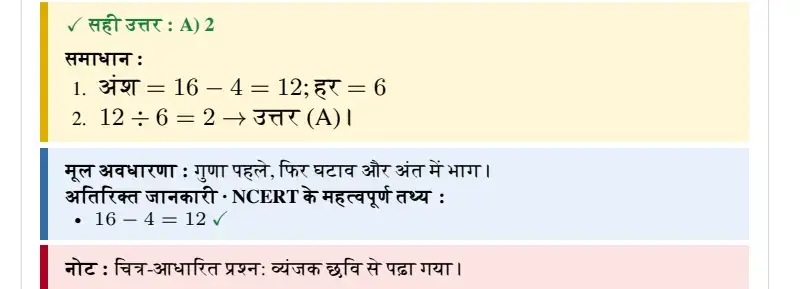 ✓ सही उत्तर : A) 2
समाधान :
1. अंश = 16 − 4 = 12; हर = 6
2. 12 ÷ 6 = 2 → उत्तर (A)।
मूल अवधारणा : गुणा पहले, फिर घटाव और अंत में भाग।
अतिरिक्त जानकारी · NCERT के महत्वपूर्ण तथ्य :
• 16 − 4 = 12 ✓
नोट : चित्र-आधारित प्रश्न: व्यंजक छवि से पढ़ा गया।